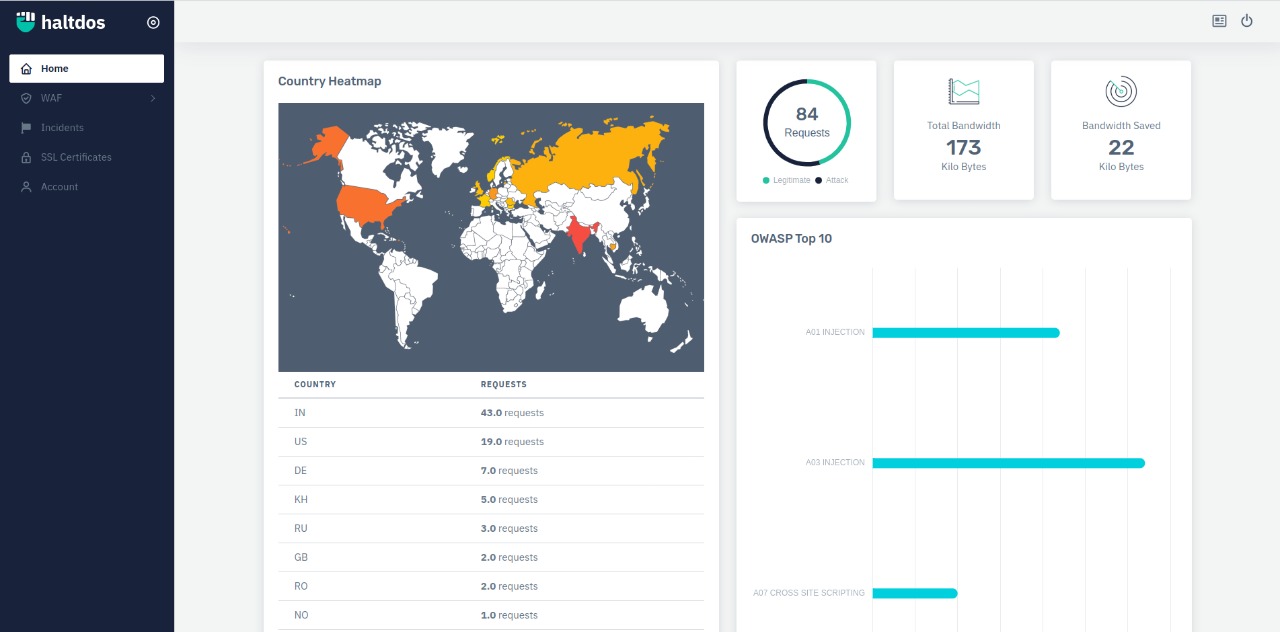 haltdos
Home
WAF
Incidents
SSL Certificates
Account
Country Heatmap
COUNTRY REQUESTS
IN 43.0 requests
US 19.0 requests
DE 7.0 requests
KH 5.0 requests
RU 3.0 requests
GB 2.0 requests
RO 2.0 requests
NO 1.0 requests
84
Requests
Legitimate Attack
Total Bandwidth
173
Kilo Bytes
Bandwidth Saved
22
Kilo Bytes
OWASP Top 10
A01 INJECTION
A03 INJECTION
A07 CROSS SITE SCRIPTING